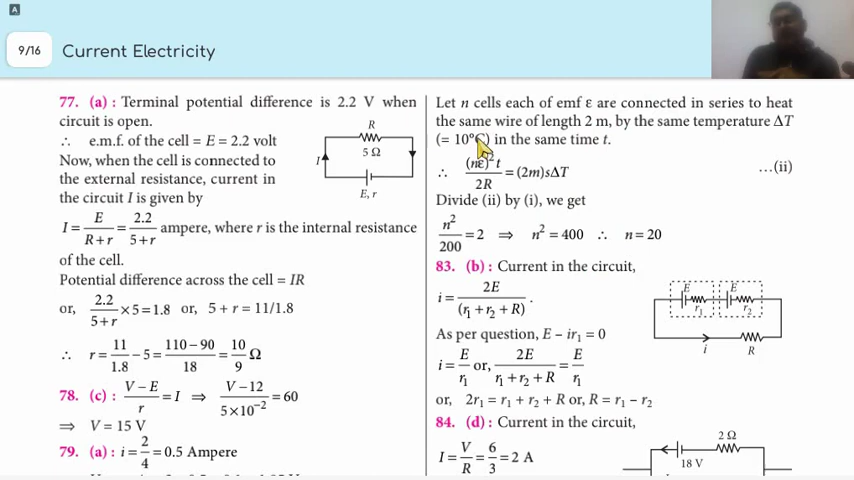 A
9/16
Current Electricity
77. (a) : Terminal potential difference is 2.2 V when
circuit is open.
∴ e.m.f. of the cell = E = 2.2 volt
Now, when the cell is connected to
the external resistance, current in
the circuit I is given by
R
5 Ω
I
E, r
I = E/(R+r) = 2.2/(5+r) ampere, where r is the internal resistance
of the cell.
Potential difference across the cell = IR
or, 2.2/(5+r) ×5 = 1.8 or, 5 + r = 11/1.8
∴ r = 11/1.8 − 5 = (110−90)/18 = 10/9 Ω
78. (c) : (V−E)/r = I ⇒ (V−12)/(5×10⁻²) = 60
⇒ V = 15 V
79. (a) : i = 2/4 = 0.5 Ampere
Let n cells each of emf ε are connected in series to heat
the same wire of length 2 m, by the same temperature ΔT
(= 10°C) in the same time t.
∴ (nε)²t/2R = (2m)sΔT ...(ii)
Divide (ii) by (i), we get
n²/200 = 2 ⇒ n² = 400 ∴ n = 20
83. (b) : Current in the circuit,
i = 2E/(r₁ + r₂ + R).
As per question, E – ir₁ = 0
i = E/r₁ or, 2E/(r₁ + r₂ + R) = E/r₁
or, 2r₁ = r₁ + r₂ + R or, R = r₁ – r₂
E E
r₁ r₂
i R
84. (d) : Current in the circuit,
I = V/R = 6/3 = 2 A
2 Ω
18 V